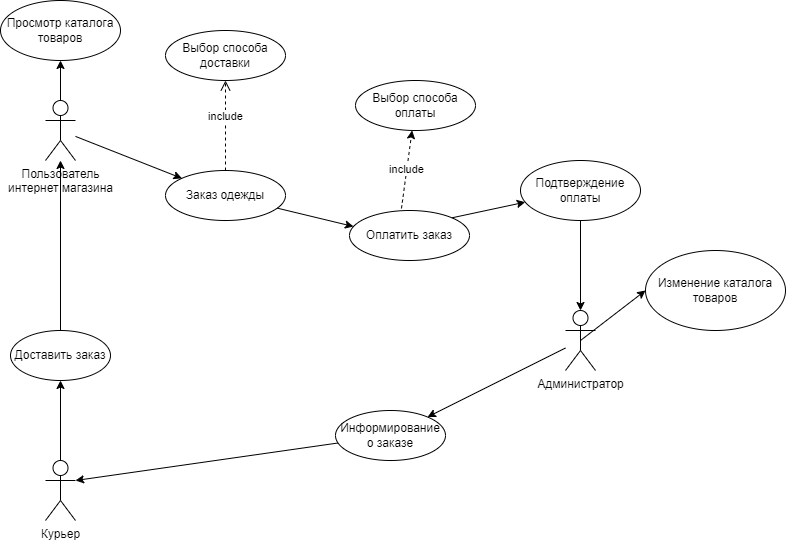 Просмотр каталога
товаров
Выбор способа
доставки
Выбор способа
оплаты
include
include
Пользователь
интернет магазина
Заказ одежды
Подтверждение
оплаты
Оплатить заказ
Изменение каталога
товаров
Доставить заказ
Администратор
Информирование
о заказе
Курьер